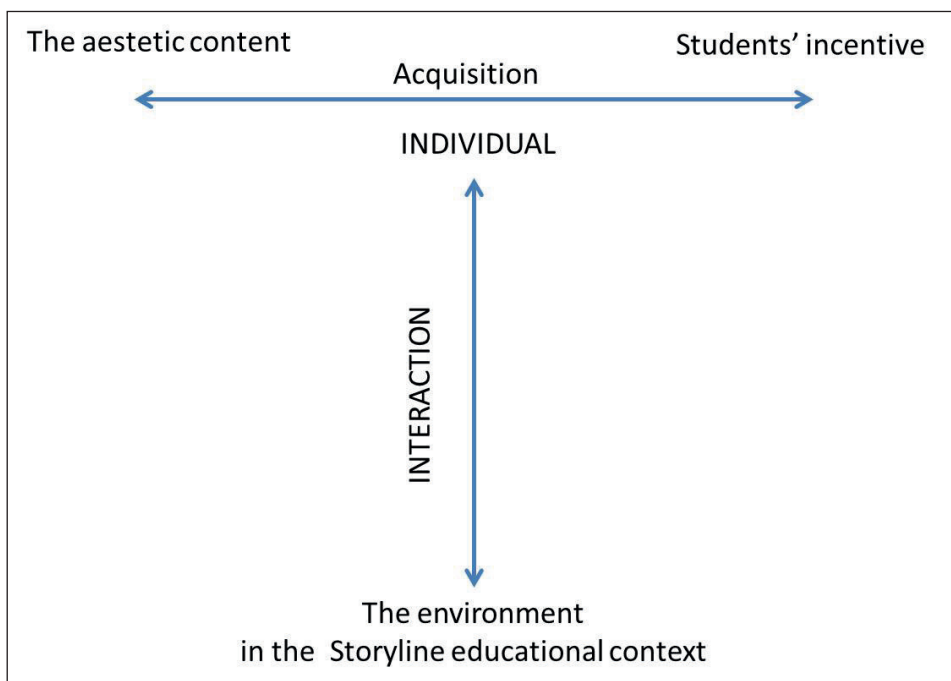 The aestetic content
Students’ incentive
Acquisition
INDIVIDUAL
INTERACTION
The environment
in the Storyline educational context